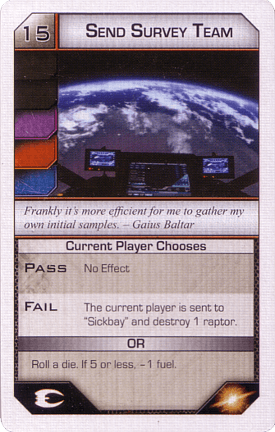 15 SEND SURVEY TEAM
Frankly it's more efficient for me to gather my
own initial samples. – Gaius Baltar
Current Player Chooses
PASS No Effect
FAIL The current player is sent to
"Sickbay" and destroy 1 raptor.
OR
Roll a die. If 5 or less, –1 fuel.